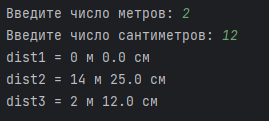 Введите число метров: 2
Введите число сантиметров: 12
dist1 = 0 м 0.0 см
dist2 = 14 м 25.0 см
dist3 = 2 м 12.0 см